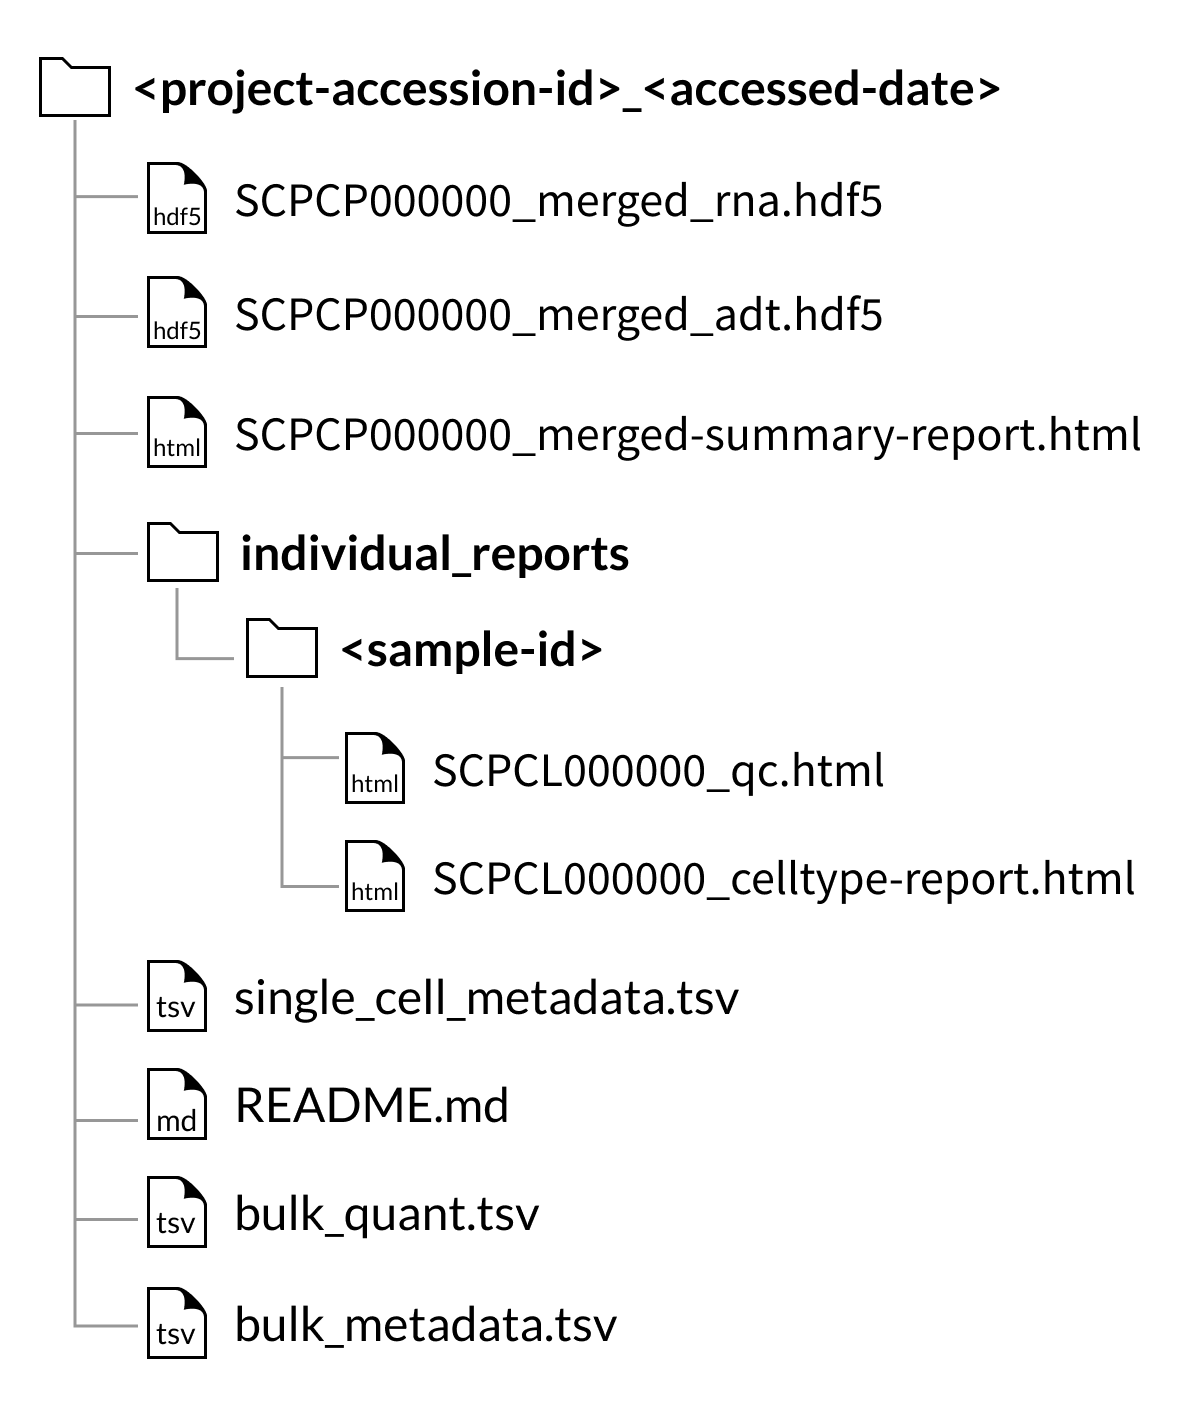 <project-accession-id>_<accessed-date>
hdf5 SCPCP000000_merged_rna.hdf5
hdf5 SCPCP000000_merged_adt.hdf5
html SCPCP000000_merged-summary-report.html
individual_reports
<sample-id>
html SCPCL000000_qc.html
html SCPCL000000_celltype-report.html
tsv single_cell_metadata.tsv
md README.md
tsv bulk_quant.tsv
tsv bulk_metadata.tsv